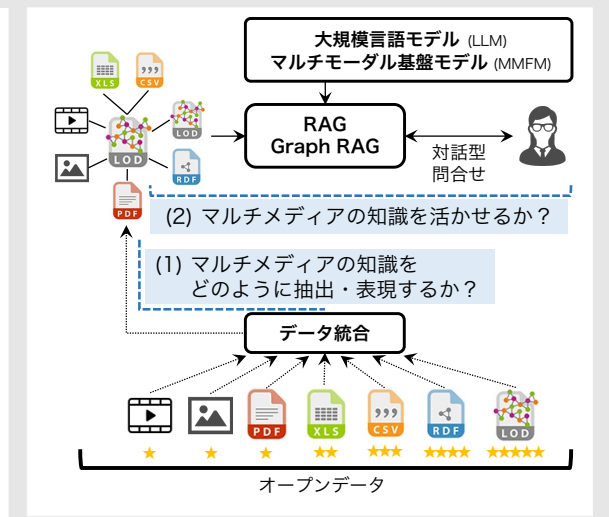 大規模言語モデル (LLM)
マルチモーダル基盤モデル (MMFM)
XLS
CSV
LOD
LOD
RDF
PDF
RAG
Graph RAG
対話型
問合せ
(2) マルチメディアの知識を活かせるか？
(1) マルチメディアの知識を
どのように抽出・表現するか？
データ統合
PDF
XLS
CSV
RDF
LOD
★ ★ ★ ★★ ★★★ ★★★★ ★★★★★
オープンデータ